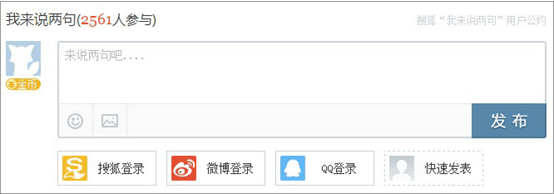 我来说两句(2561人参与)
搜狐“我来说两句”用户公约
来说两句吧....
金币
发布
搜狐登录
微博登录
QQ登录
快速发表